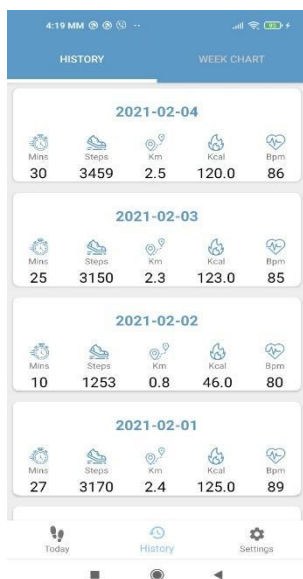 4:19 MM 93
HISTORY WEEK CHART
2021-02-04
Mins Steps Km Kcal Bpm
30 3459 2.5 120.0 86
2021-02-03
Mins Steps Km Kcal Bpm
25 3150 2.3 123.0 85
2021-02-02
Mins Steps Km Kcal Bpm
10 1253 0.8 46.0 80
2021-02-01
Mins Steps Km Kcal Bpm
27 3170 2.4 125.0 89
Today History Settings